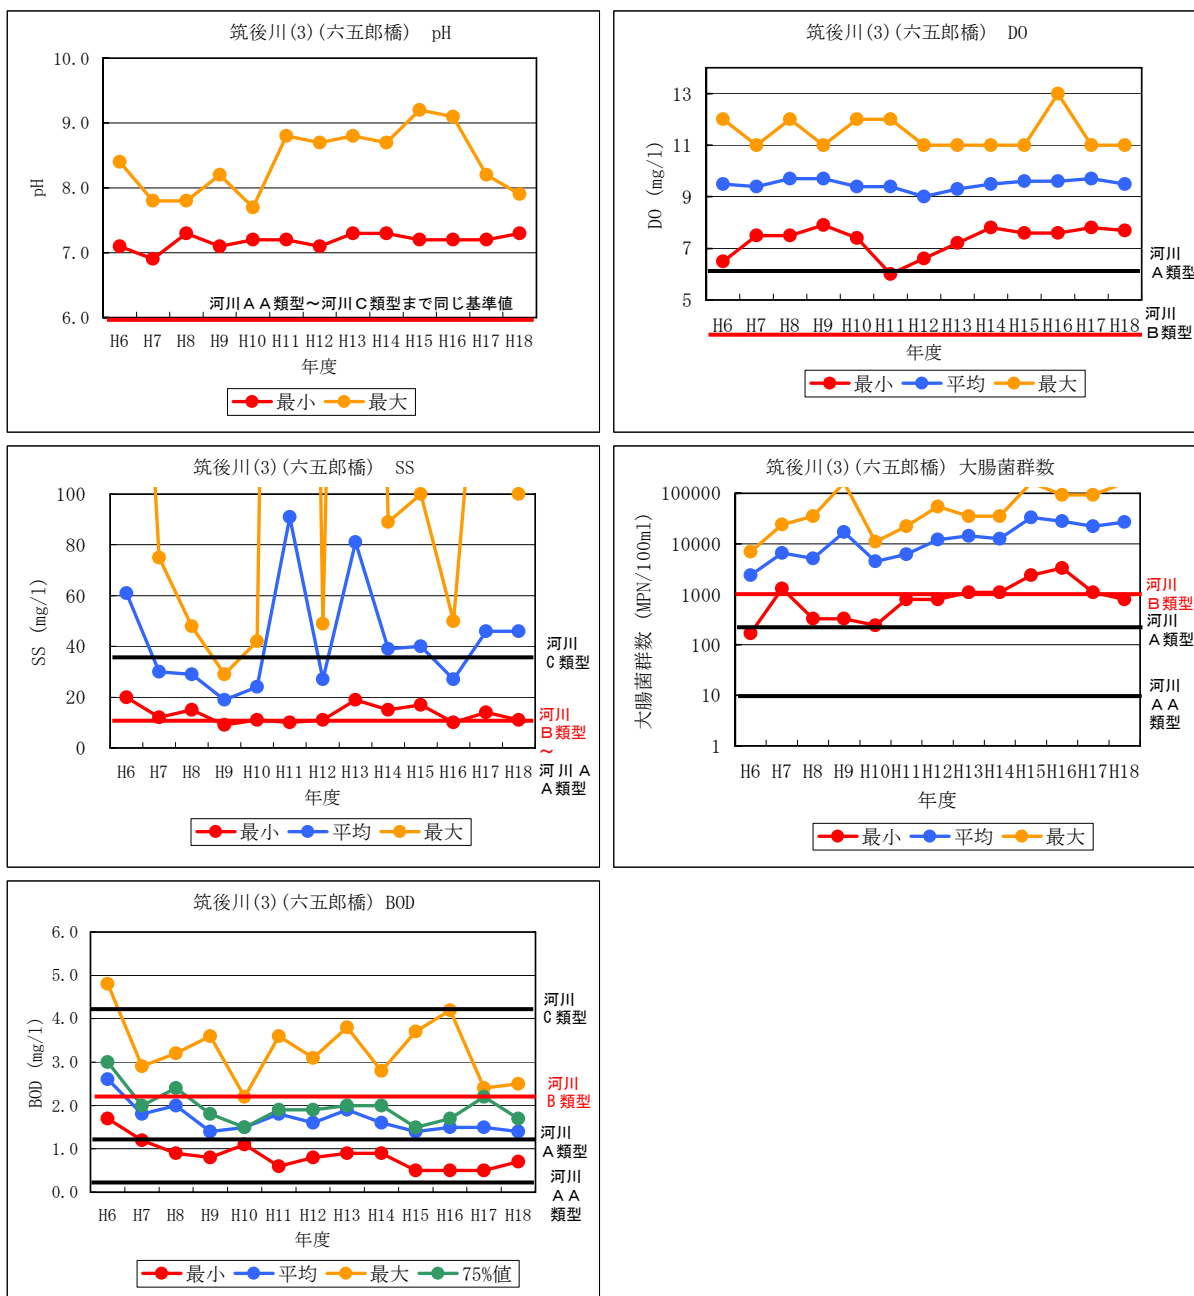 筑後川(3)(六五郎橋) pH
10.0
9.0
8.0
7.0
6.0
pH
河川ＡＡ類型～河川Ｃ類型まで同じ基準値
H6 H7 H8 H9 H10 H11 H12 H13 H14 H15 H16 H17 H18
年度
最小 最大
筑後川(3)(六五郎橋) DO
13
11
9
7
5
DO (mg/l)
河川
Ａ類型
河川
Ｂ類型
H6 H7 H8 H9 H10 H11 H12 H13 H14 H15 H16 H17 H18
年度
最小 平均 最大
筑後川(3)(六五郎橋) SS
100
80
60
40
20
0
SS (mg/l)
河川
Ｃ類型
河川
Ｂ類型
～
河川Ａ
Ａ類型
H6 H7 H8 H9 H10 H11 H12 H13 H14 H15 H16 H17 H18
年度
最小 平均 最大
筑後川(3)(六五郎橋) 大腸菌群数
100000
10000
1000
100
10
1
大腸菌群数 (MPN/100ml)
河川
Ｂ類型
河川
Ａ類型
河川
ＡＡ
類型
H6 H7 H8 H9 H10 H11 H12 H13 H14 H15 H16 H17 H18
年度
最小 平均 最大
筑後川(3)(六五郎橋) BOD
6.0
5.0
4.0
3.0
2.0
1.0
0.0
BOD (mg/l)
河川
Ｃ類型
河川
Ｂ類型
河川
Ａ類型
河川
ＡＡ
類型
H6 H7 H8 H9 H10 H11 H12 H13 H14 H15 H16 H17 H18
年度
最小 平均 最大 75%値